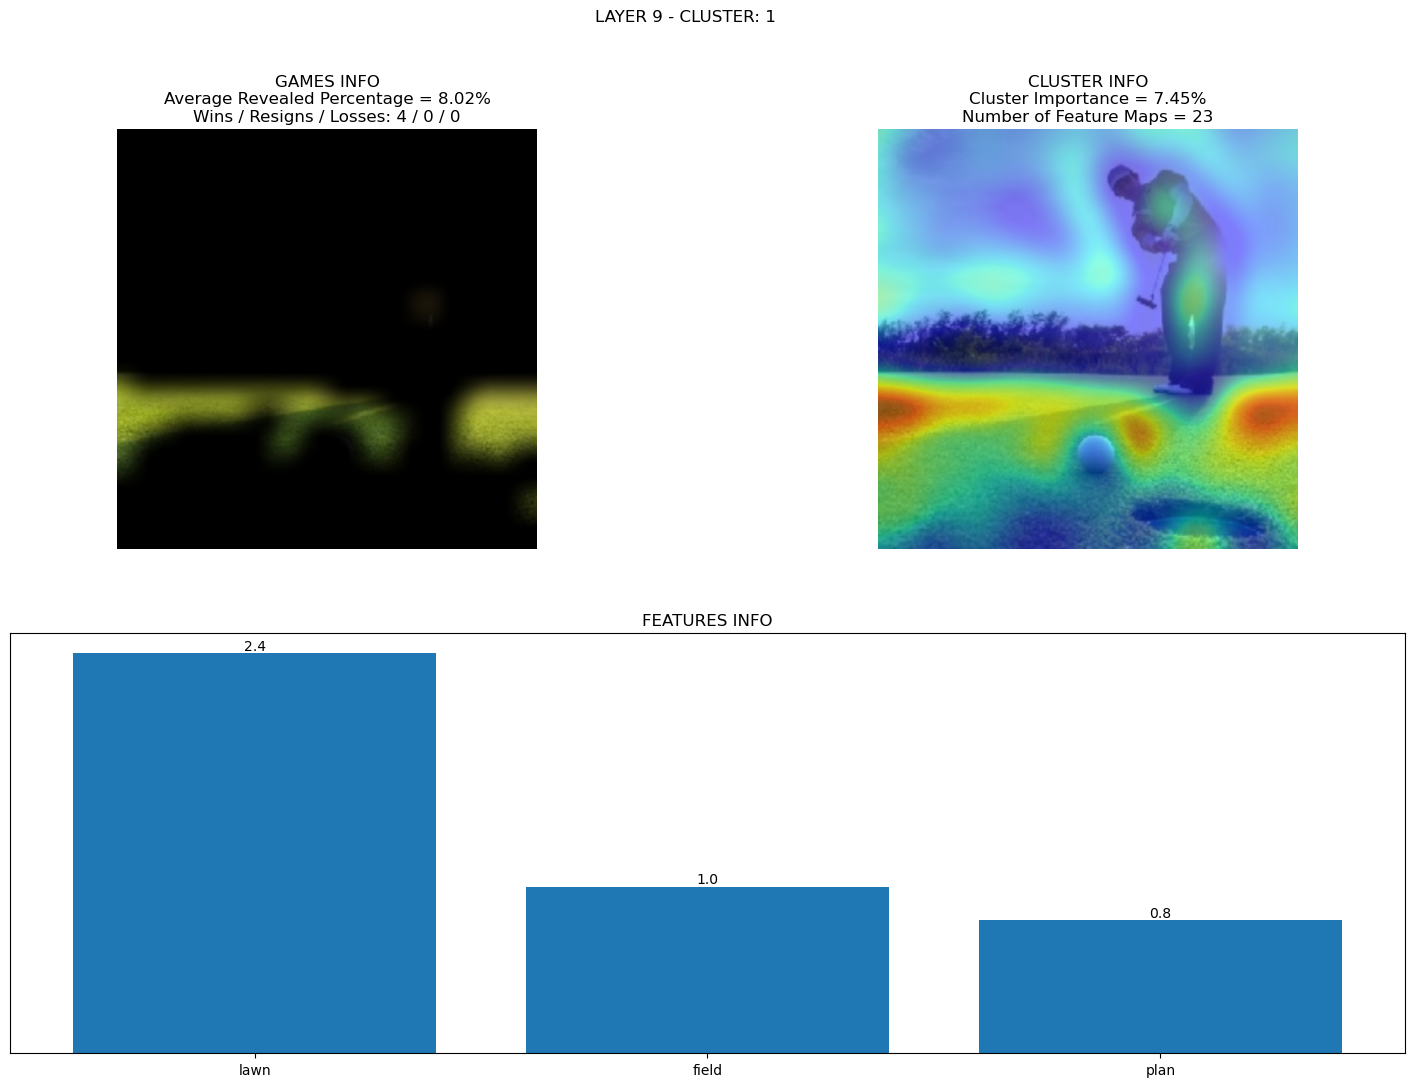 LAYER 9 - CLUSTER: 1
GAMES INFO
Average Revealed Percentage = 8.02%
Wins / Resigns / Losses: 4 / 0 / 0
CLUSTER INFO
Cluster Importance = 7.45%
Number of Feature Maps = 23
FEATURES INFO
2.4
1.0
0.8
lawn
field
plan